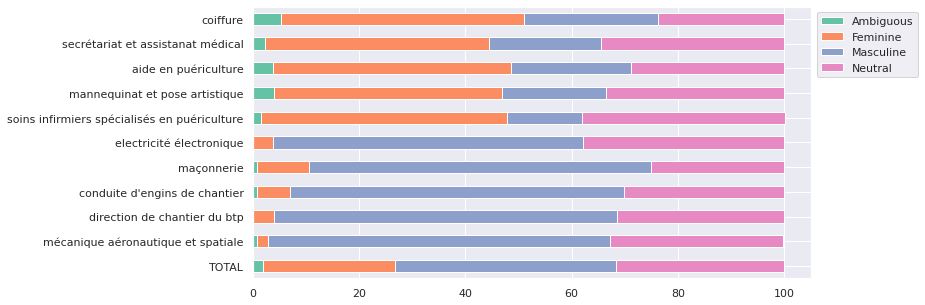 coiffure
secrétariat et assistanat médical
aide en puériculture
mannequinat et pose artistique
soins infirmiers spécialisés en puériculture
electricité électronique
maçonnerie
conduite d'engins de chantier
direction de chantier du btp
mécanique aéronautique et spatiale
TOTAL
0 20 40 60 80 100
Ambiguous
Feminine
Masculine
Neutral